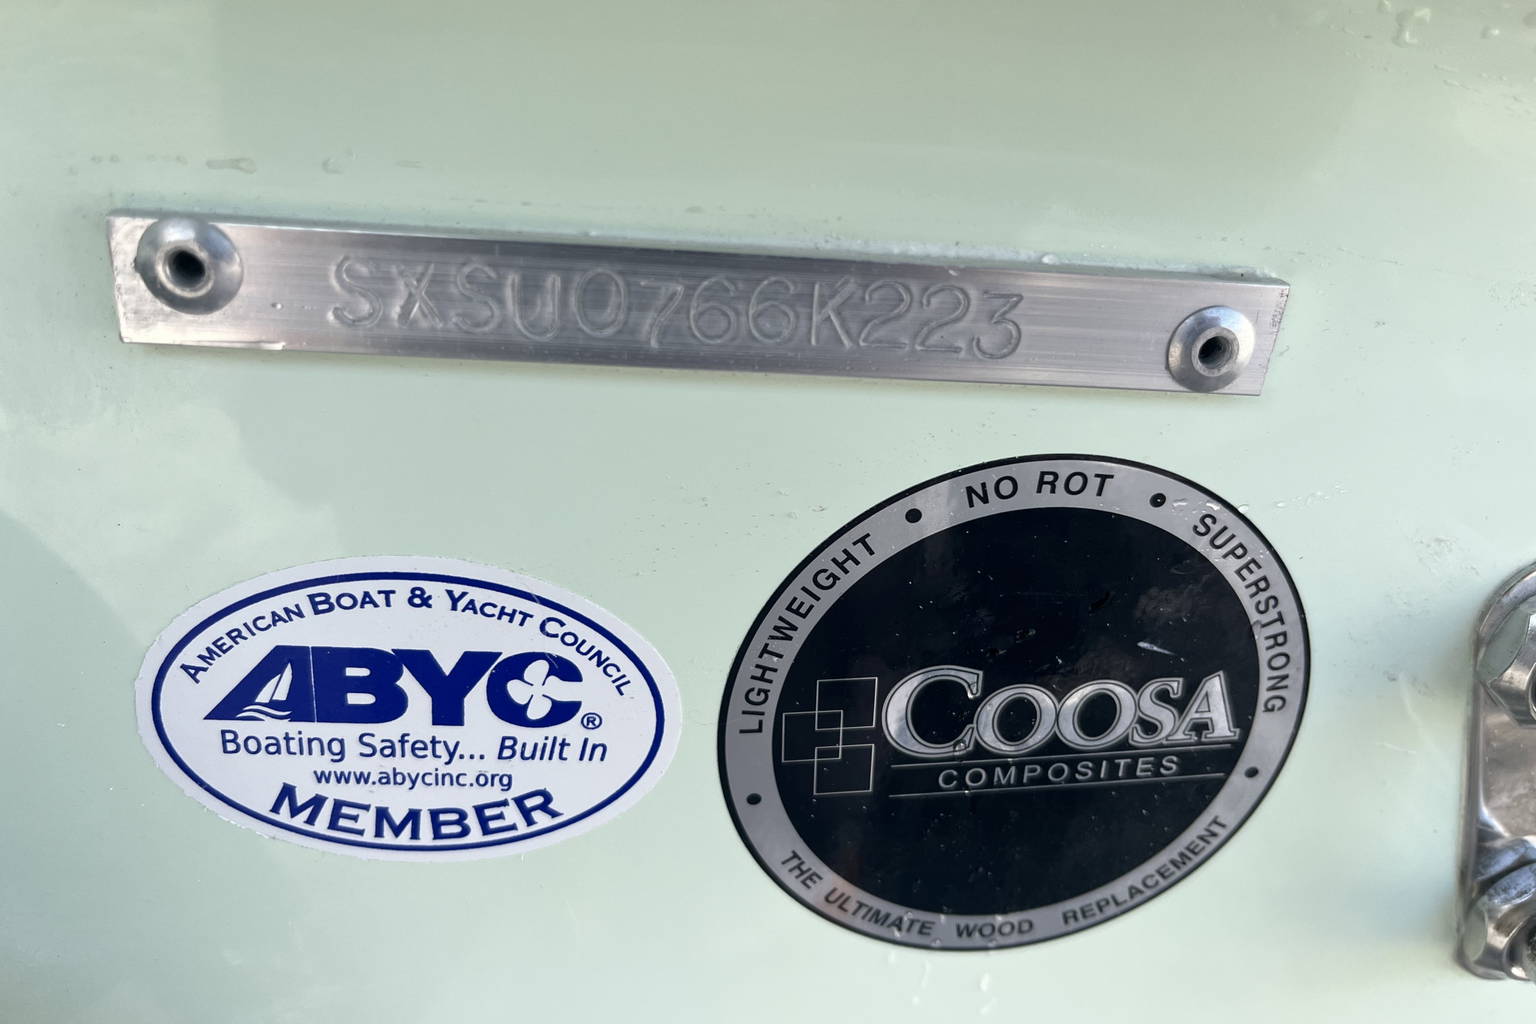 SXSU0766K223
AMERICAN BOAT & YACHT COUNCIL
ABYC®
Boating Safety... Built In
www.abycinc.org
MEMBER
LIGHTWEIGHT • NO ROT • SUPERSTRONG
COOSA
COMPOSITES
• THE ULTIMATE WOOD REPLACEMENT •